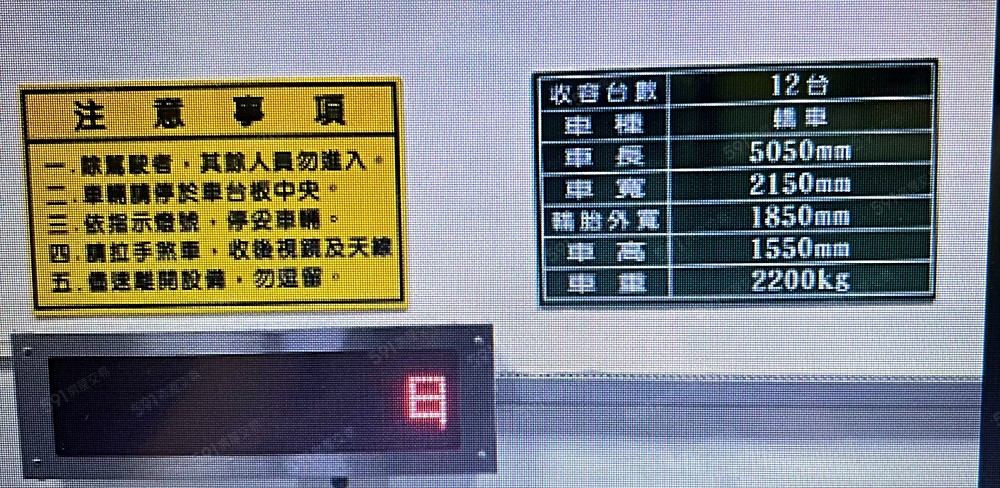 注意事項
一.除駕駛者，其餘人員勿進入。
二.車輛請停於車台板中央。
三.依指示燈號，停妥車輛。
四.請拉手煞車，收後視鏡及天線
五.儘速離開設備，勿逗留。
收容台數 12台
車種 轎車
車長 5050mm
車寬 2150mm
輪胎外寬 1850mm
車高 1550mm
車重 2200kg